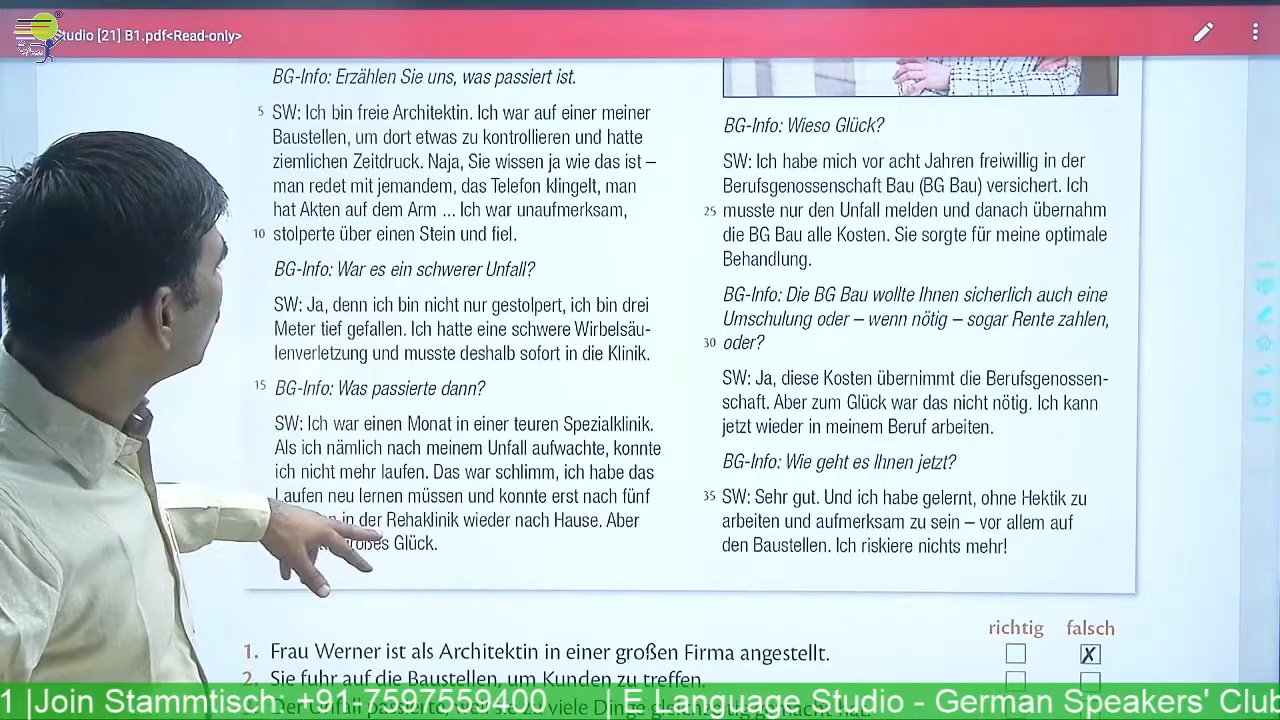 Studio [21] B1.pdf<Read-only>
BG-Info: Erzählen Sie uns, was passiert ist.
5 SW: Ich bin freie Architektin. Ich war auf einer meiner
Baustellen, um dort etwas zu kontrollieren und hatte
ziemlichen Zeitdruck. Naja, Sie wissen ja wie das ist –
man redet mit jemandem, das Telefon klingelt, man
hat Akten auf dem Arm ... Ich war unaufmerksam,
10 stolperte über einen Stein und fiel.
BG-Info: War es ein schwerer Unfall?
SW: Ja, denn ich bin nicht nur gestolpert, ich bin drei
Meter tief gefallen. Ich hatte eine schwere Wirbelsäu-
lenverletzung und musste deshalb sofort in die Klinik.
15 BG-Info: Was passierte dann?
SW: Ich war einen Monat in einer teuren Spezialklinik.
Als ich nämlich nach meinem Unfall aufwachte, konnte
ich nicht mehr laufen. Das war schlimm, ich habe das
Laufen neu lernen müssen und konnte erst nach fünf
in der Rehaklinik wieder nach Hause. Aber
großes Glück.
BG-Info: Wieso Glück?
SW: Ich habe mich vor acht Jahren freiwillig in der
Berufsgenossenschaft Bau (BG Bau) versichert. Ich
25 musste nur den Unfall melden und danach übernahm
die BG Bau alle Kosten. Sie sorgte für meine optimale
Behandlung.
BG-Info: Die BG Bau wollte Ihnen sicherlich auch eine
Umschulung oder – wenn nötig – sogar Rente zahlen,
30 oder?
SW: Ja, diese Kosten übernimmt die Berufsgenossen-
schaft. Aber zum Glück war das nicht nötig. Ich kann
jetzt wieder in meinem Beruf arbeiten.
BG-Info: Wie geht es Ihnen jetzt?
35 SW: Sehr gut. Und ich habe gelernt, ohne Hektik zu
arbeiten und aufmerksam zu sein – vor allem auf
den Baustellen. Ich riskiere nichts mehr!
richtig falsch
1. Frau Werner ist als Architektin in einer großen Firma angestellt. X
2. Sie fuhr auf die Baustellen, um Kunden zu treffen.
Der Unfall passierte, weil sie zu viele Dinge gleichzeitig gemacht hat.
1 |Join Stammtisch: +91 7597559400 | E Language Studio - German Speakers' Club